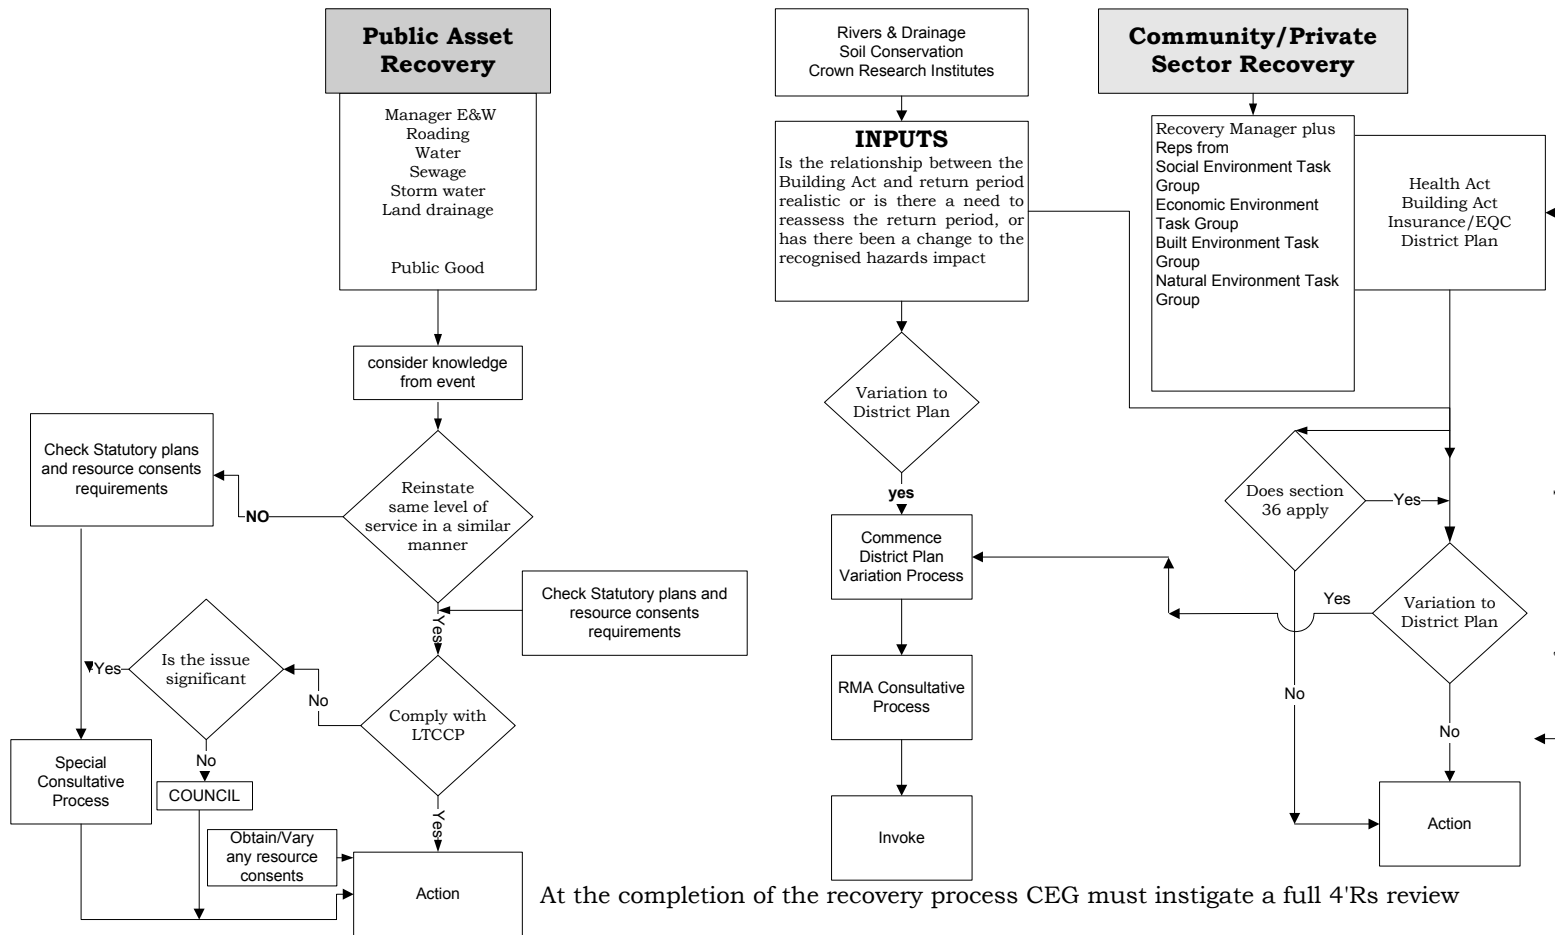 Public Asset
Recovery
Manager E&W
Roading
Water
Sewage
Storm water
Land drainage
Public Good
consider knowledge
from event
Reinstate
same level of
service in a similar
manner
NO
Check Statutory plans
and resource consents
requirements
Yes
Check Statutory plans and
resource consents
requirements
Comply with
LTCCP
No
Is the issue
significant
Yes
No
COUNCIL
Special
Consultative
Process
Yes
Obtain/Vary
any resource
consents
Action
Rivers & Drainage
Soil Conservation
Crown Research Institutes
INPUTS
Is the relationship between the
Building Act and return period
realistic or is there a need to
reassess the return period, or
has there been a change to the
recognised hazards impact
Variation to
District Plan
yes
Commence
District Plan
Variation Process
RMA Consultative
Process
Invoke
Community/Private
Sector Recovery
Recovery Manager plus
Reps from
Social Environment Task
Group
Economic Environment
Task Group
Built Environment Task
Group
Natural Environment Task
Group
Health Act
Building Act
Insurance/EQC
District Plan
Does section
36 apply
Yes
Variation to
District Plan
Yes
No
No
Action
At the completion of the recovery process CEG must instigate a full 4'Rs review